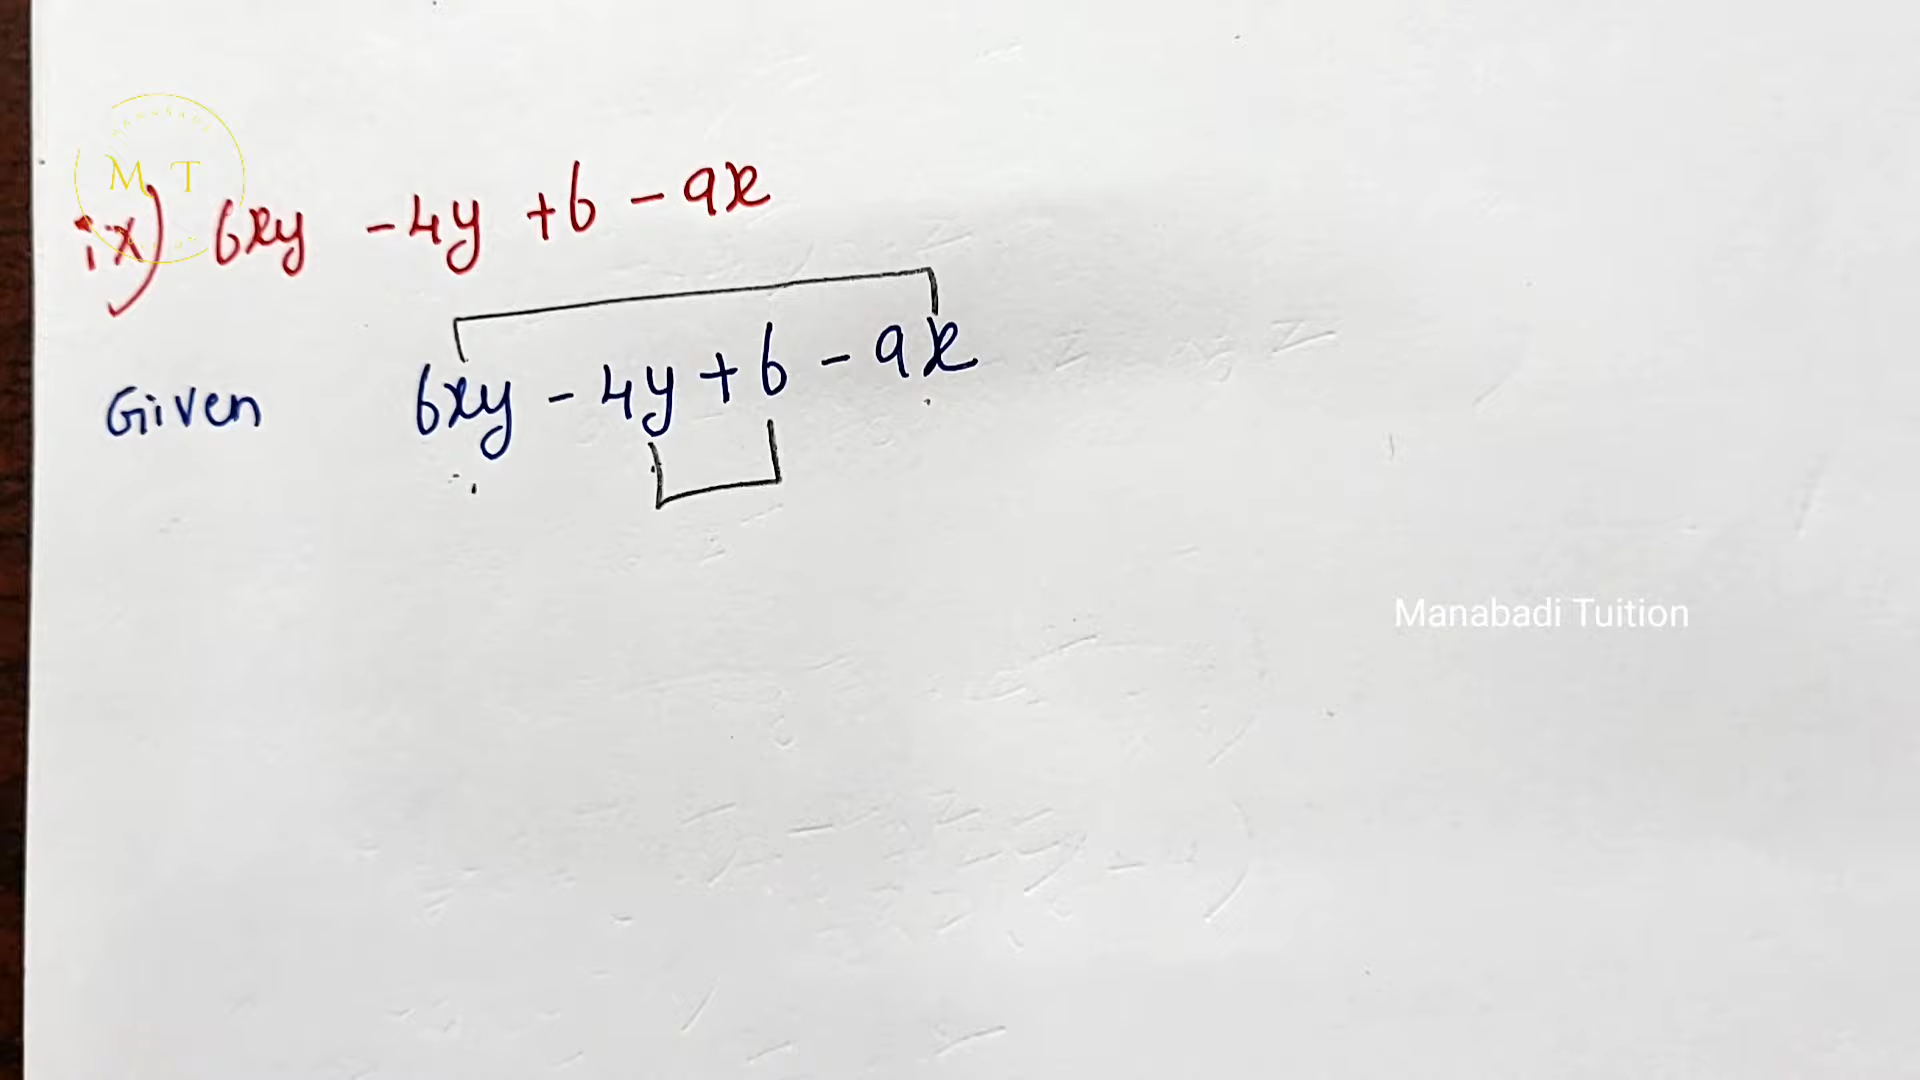 M T
ix) 6xy - 4y + 6 - 9x
Given 6xy - 4y + 6 - 9x
Manabadi Tuition